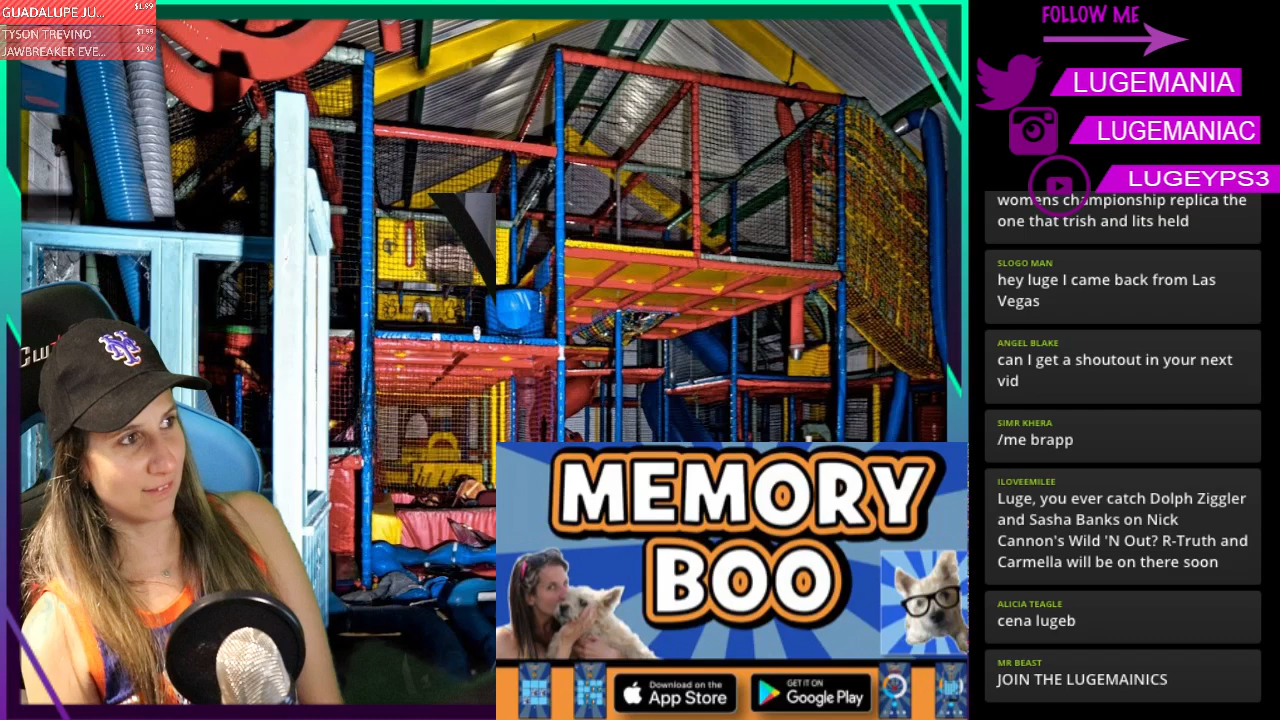 GUADALUPE JU... $1.99
TYSON TREVINO $1.99
JAWBREAKER EVE... $1.99
FOLLOW ME
LUGEMANIA
LUGEMANIAC
LUGEYPS3
womens championship replica the
one that trish and lits held
SLOGO MAN
hey luge I came back from Las
Vegas
ANGEL BLAKE
can I get a shoutout in your next
vid
SIMR KHERA
/me brapp
ILOVEEMILEE
Luge, you ever catch Dolph Ziggler
and Sasha Banks on Nick
Cannon's Wild 'N Out? R-Truth and
Carmella will be on there soon
ALICIA TEAGLE
cena lugeb
MR BEAST
JOIN THE LUGEMAINICS
MEMORY
BOO
Download on the
App Store
GET IT ON
Google Play